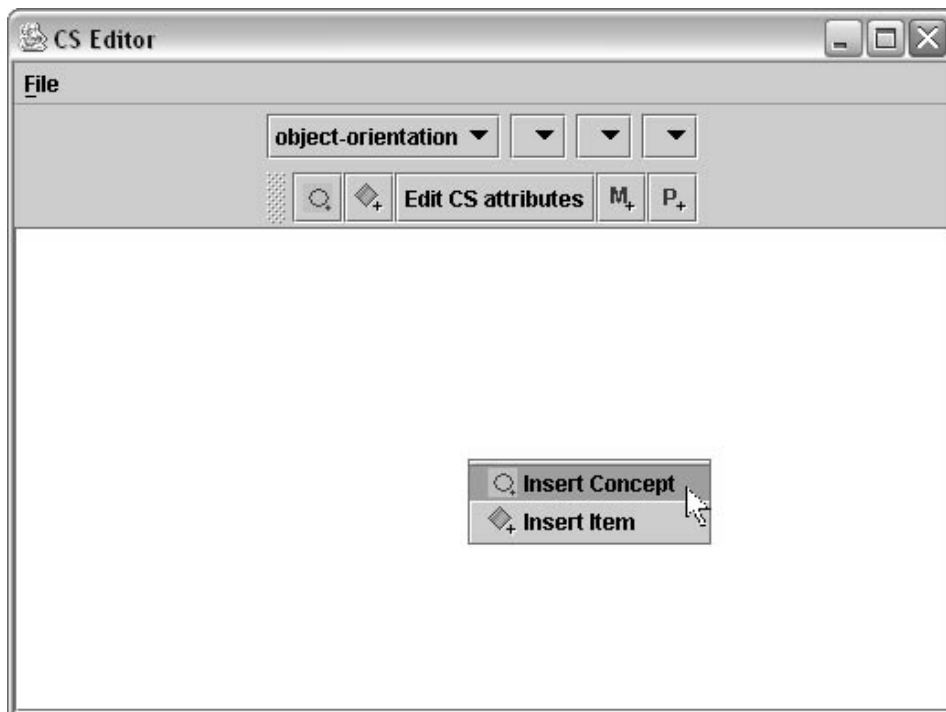 CS Editor
File
object-orientation
Edit CS attributes M+ P+
Insert Concept
Insert Item